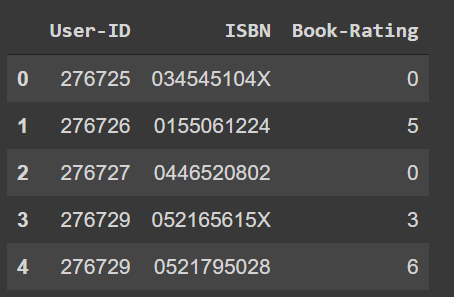 User-ID ISBN Book-Rating
0 276725 034545104X 0
1 276726 0155061224 5
2 276727 0446520802 0
3 276729 052165615X 3
4 276729 0521795028 6